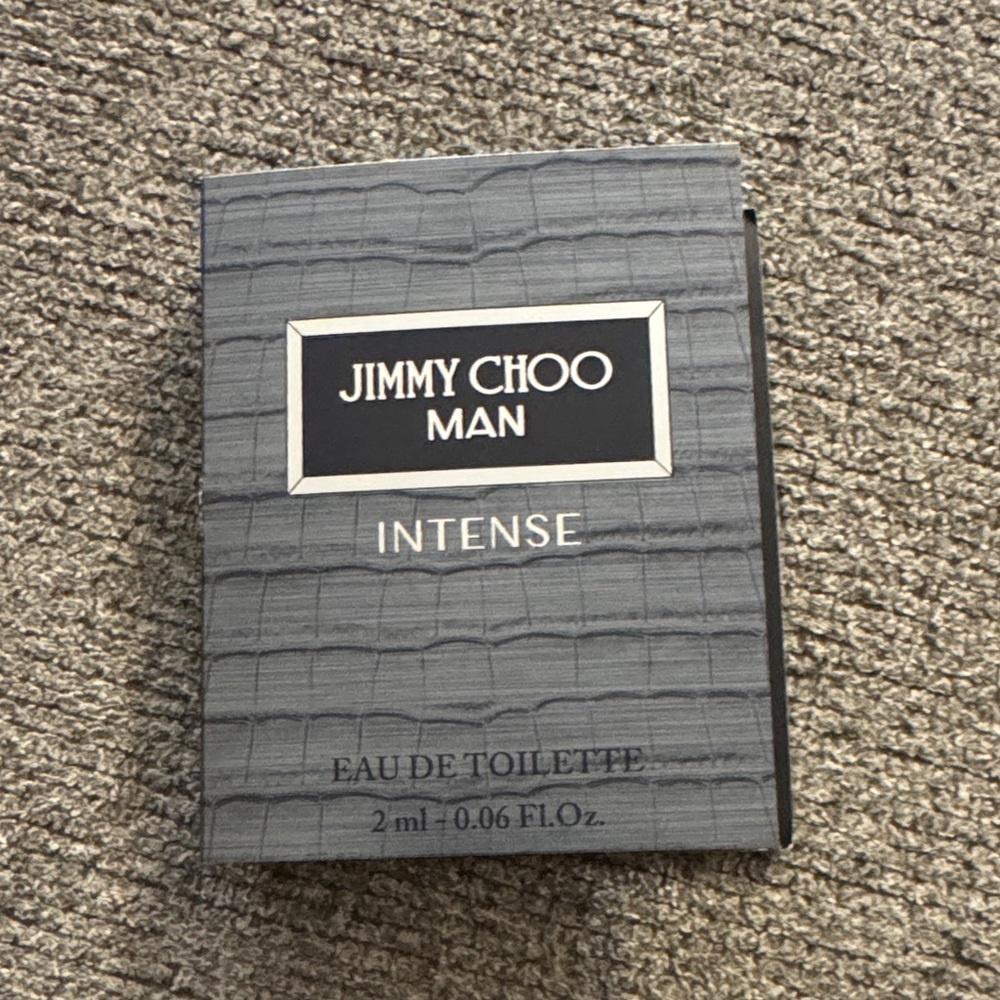 JIMMY CHOO
MAN
INTENSE
EAU DE TOILETTE
2 ml - 0.06 Fl.Oz.